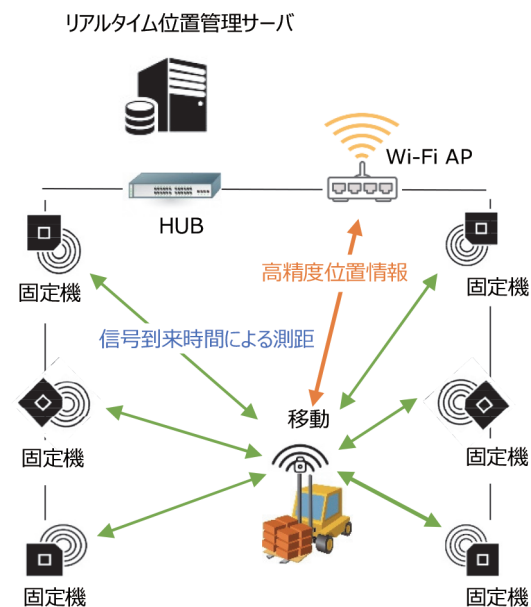 リアルタイム位置管理サーバ
Wi-Fi AP
HUB
高精度位置情報
固定機
固定機
信号到来時間による測距
移動
固定機
固定機
固定機
固定機